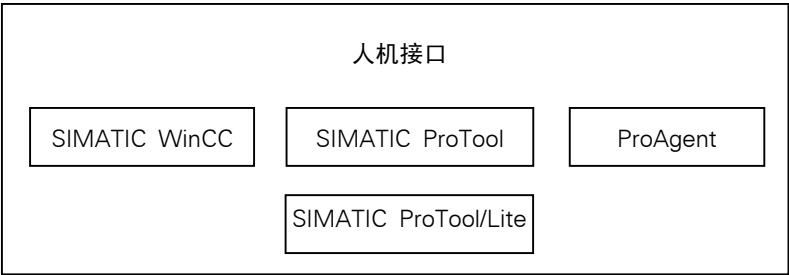 人机接口
SIMATIC WinCC
SIMATIC ProTool
ProAgent
SIMATIC ProTool/Lite